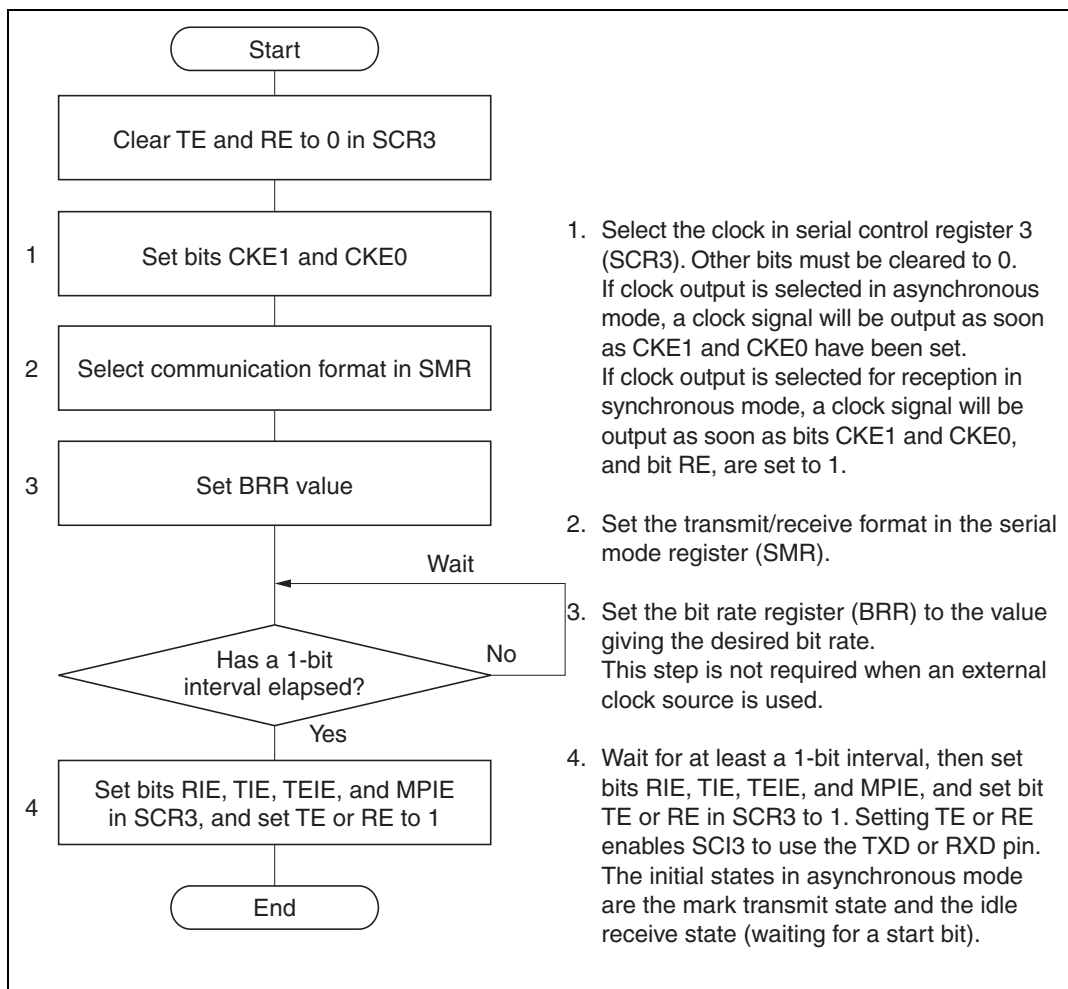 Start
Clear TE and RE to 0 in SCR3
1
Set bits CKE1 and CKE0
2
Select communication format in SMR
3
Set BRR value
Wait
Has a 1-bit
interval elapsed?
No
Yes
4
Set bits RIE, TIE, TEIE, and MPIE
in SCR3, and set TE or RE to 1
End
1. Select the clock in serial control register 3
(SCR3). Other bits must be cleared to 0.
If clock output is selected in asynchronous
mode, a clock signal will be output as soon
as CKE1 and CKE0 have been set.
If clock output is selected for reception in
synchronous mode, a clock signal will be
output as soon as bits CKE1 and CKE0,
and bit RE, are set to 1.
2. Set the transmit/receive format in the serial
mode register (SMR).
3. Set the bit rate register (BRR) to the value
giving the desired bit rate.
This step is not required when an external
clock source is used.
4. Wait for at least a 1-bit interval, then set
bits RIE, TIE, TEIE, and MPIE, and set bit
TE or RE in SCR3 to 1. Setting TE or RE
enables SCI3 to use the TXD or RXD pin.
The initial states in asynchronous mode
are the mark transmit state and the idle
receive state (waiting for a start bit).